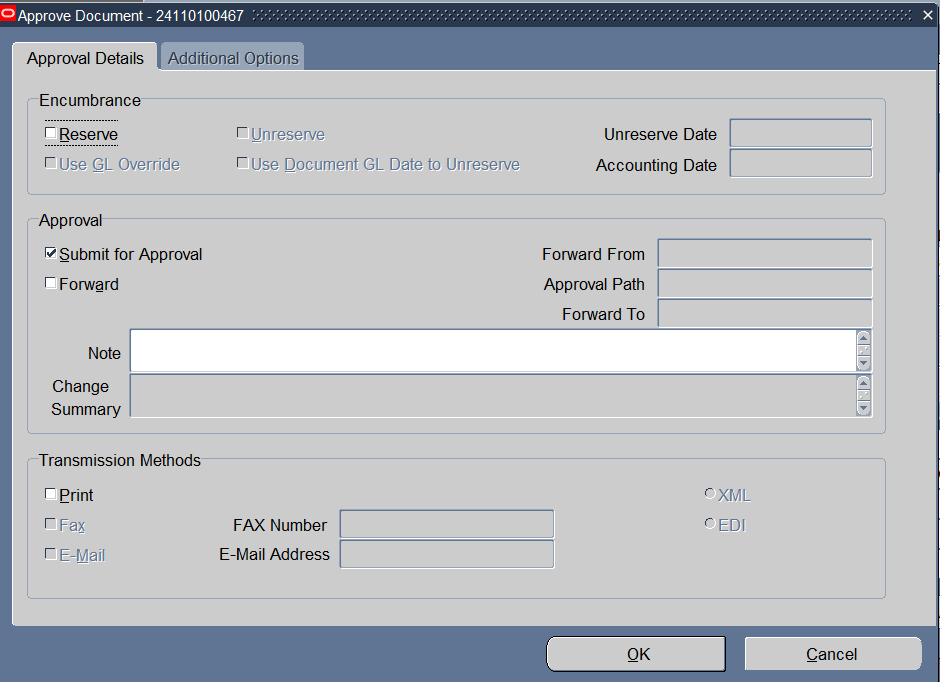 Approve Document - 24110100467
Approval Details Additional Options
Encumbrance
Reserve Unreserve Unreserve Date
Use GL Override Use Document GL Date to Unreserve Accounting Date
Approval
Submit for Approval Forward From
Forward Approval Path
Forward To
Note
Change
Summary
Transmission Methods
Print XML
Fax FAX Number EDI
E-Mail E-Mail Address
OK Cancel